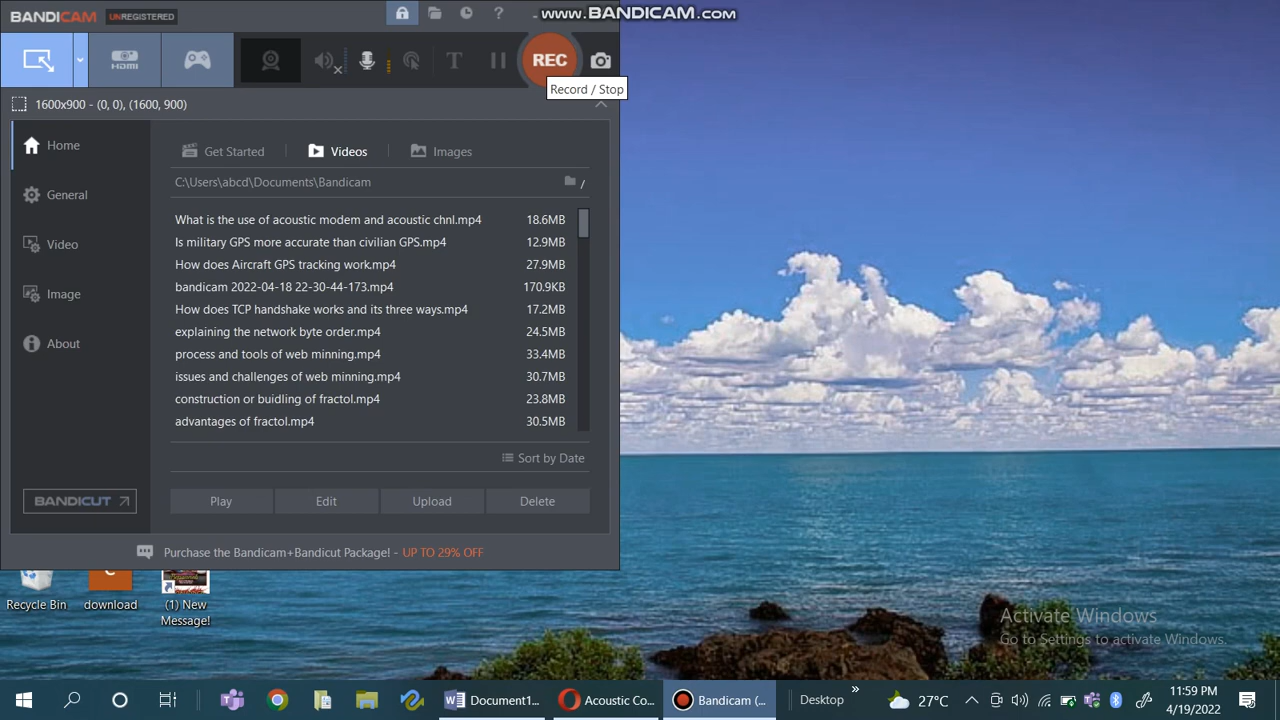 BANDICAM UNREGISTERED
www.BANDICAM.com
?
HDMI
T
REC
Record / Stop
1600x900 - (0, 0), (1600, 900)
Home
General
Video
Image
About
BANDICUT
Get Started
Videos
Images
C:\Users\abcd\Documents\Bandicam
/
What is the use of acoustic modem and acoustic chnl.mp4 18.6MB
Is military GPS more accurate than civilian GPS.mp4 12.9MB
How does Aircraft GPS tracking work.mp4 27.9MB
bandicam 2022-04-18 22-30-44-173.mp4 170.9KB
How does TCP handshake works and its three ways.mp4 17.2MB
explaining the network byte order.mp4 24.5MB
process and tools of web minning.mp4 33.4MB
issues and challenges of web minning.mp4 30.7MB
construction or buidling of fractol.mp4 23.8MB
advantages of fractol.mp4 30.5MB
Sort by Date
Play Edit Upload Delete
Purchase the Bandicam+Bandicut Package! - UP TO 29% OFF
Recycle Bin
download
(1) New
Message!
Activate Windows
Go to Settings to activate Windows.
Document1...
Acoustic Co...
Bandicam (...
Desktop
27°C
11:59 PM
4/19/2022